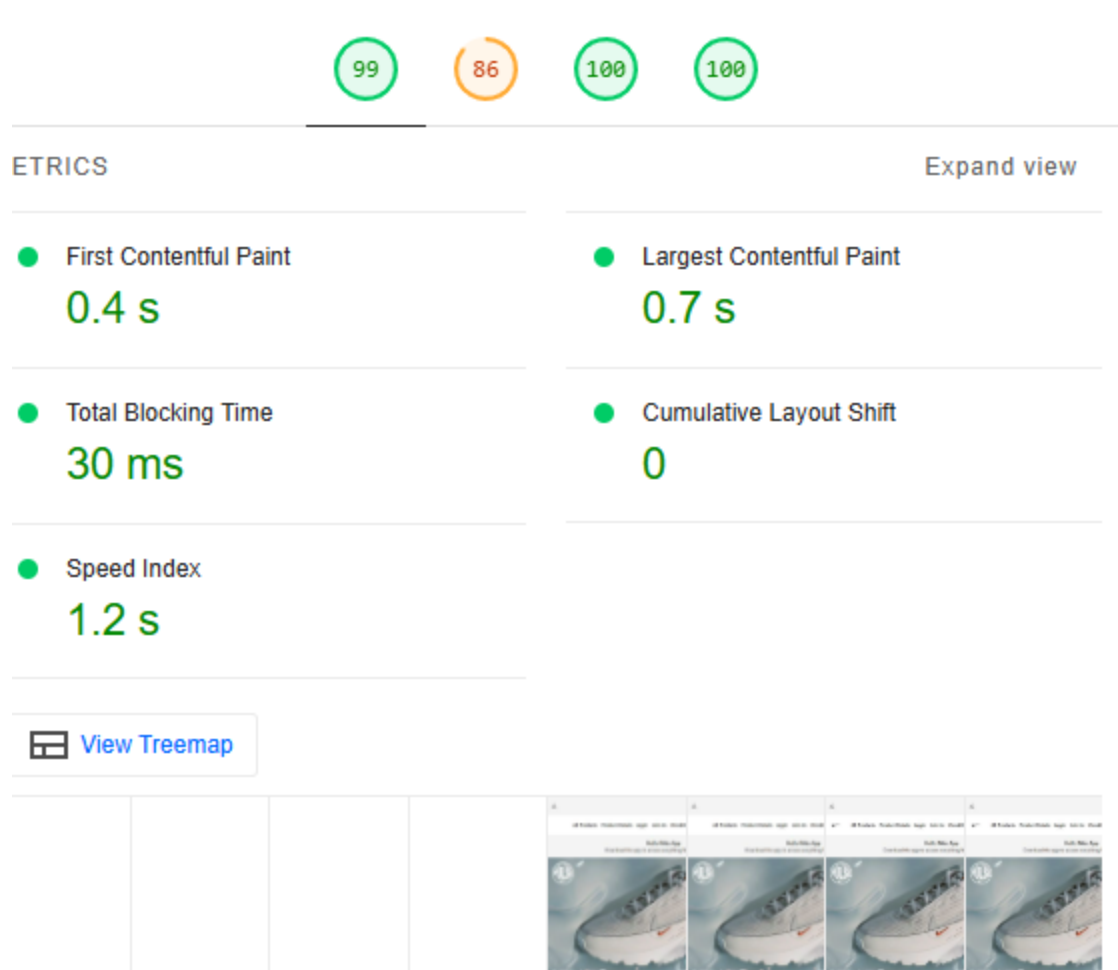 99 86 100 100
ETRICS
Expand view
First Contentful Paint
0.4 s
Largest Contentful Paint
0.7 s
Total Blocking Time
30 ms
Cumulative Layout Shift
0
Speed Index
1.2 s
View Treemap